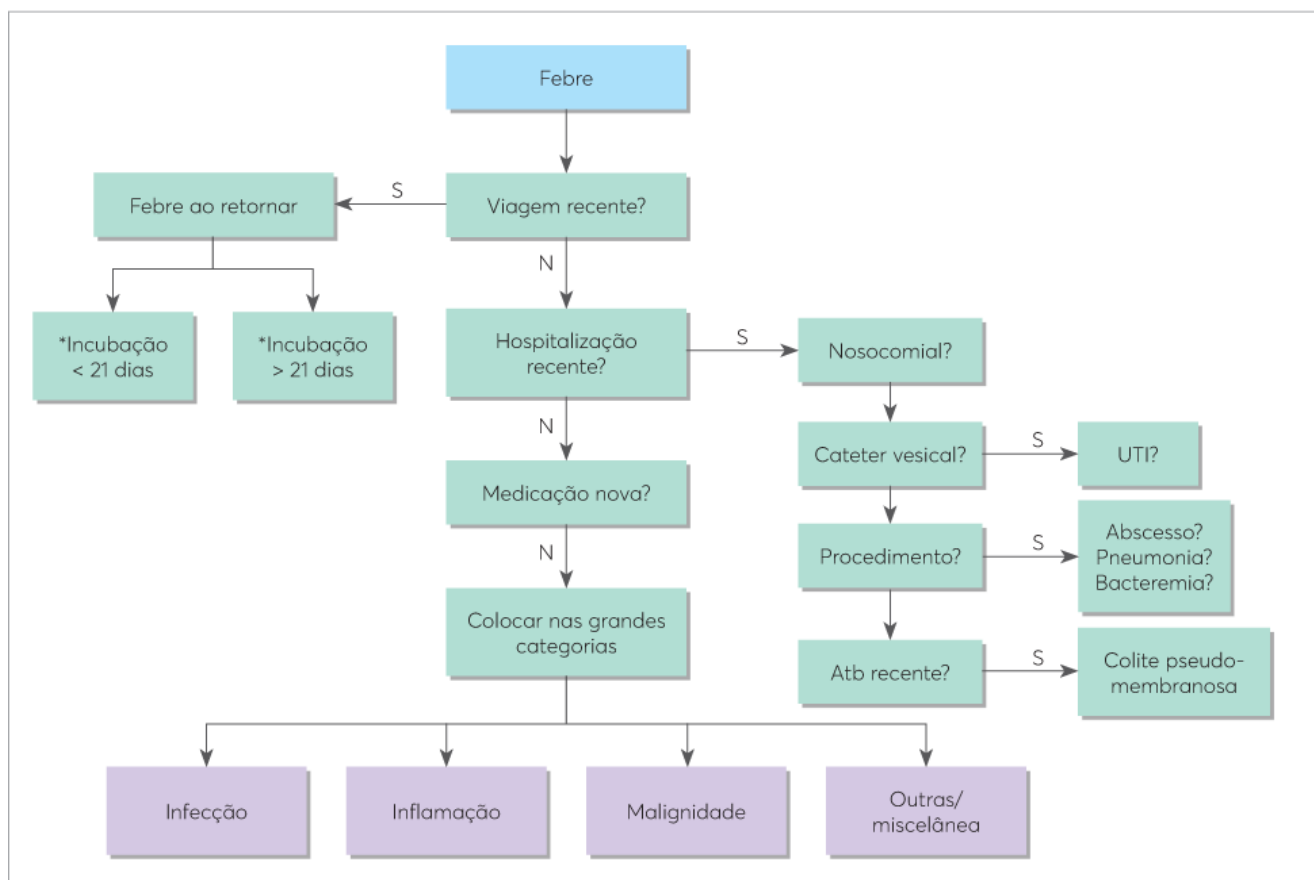 Febre
S
Febre ao retornar
Viagem recente?
N
*Incubação
< 21 dias
*Incubação
> 21 dias
Hospitalização
recente?
S
Nosocomial?
N
Cateter vesical?
S
UTI?
Medicação nova?
N
Procedimento?
S
Abscesso?
Pneumonia?
Bacteremia?
Colocar nas grandes
categorias
Atb recente?
S
Colite pseudo-
membranosa
Infecção
Inflamação
Malignidade
Outras/
miscelânea